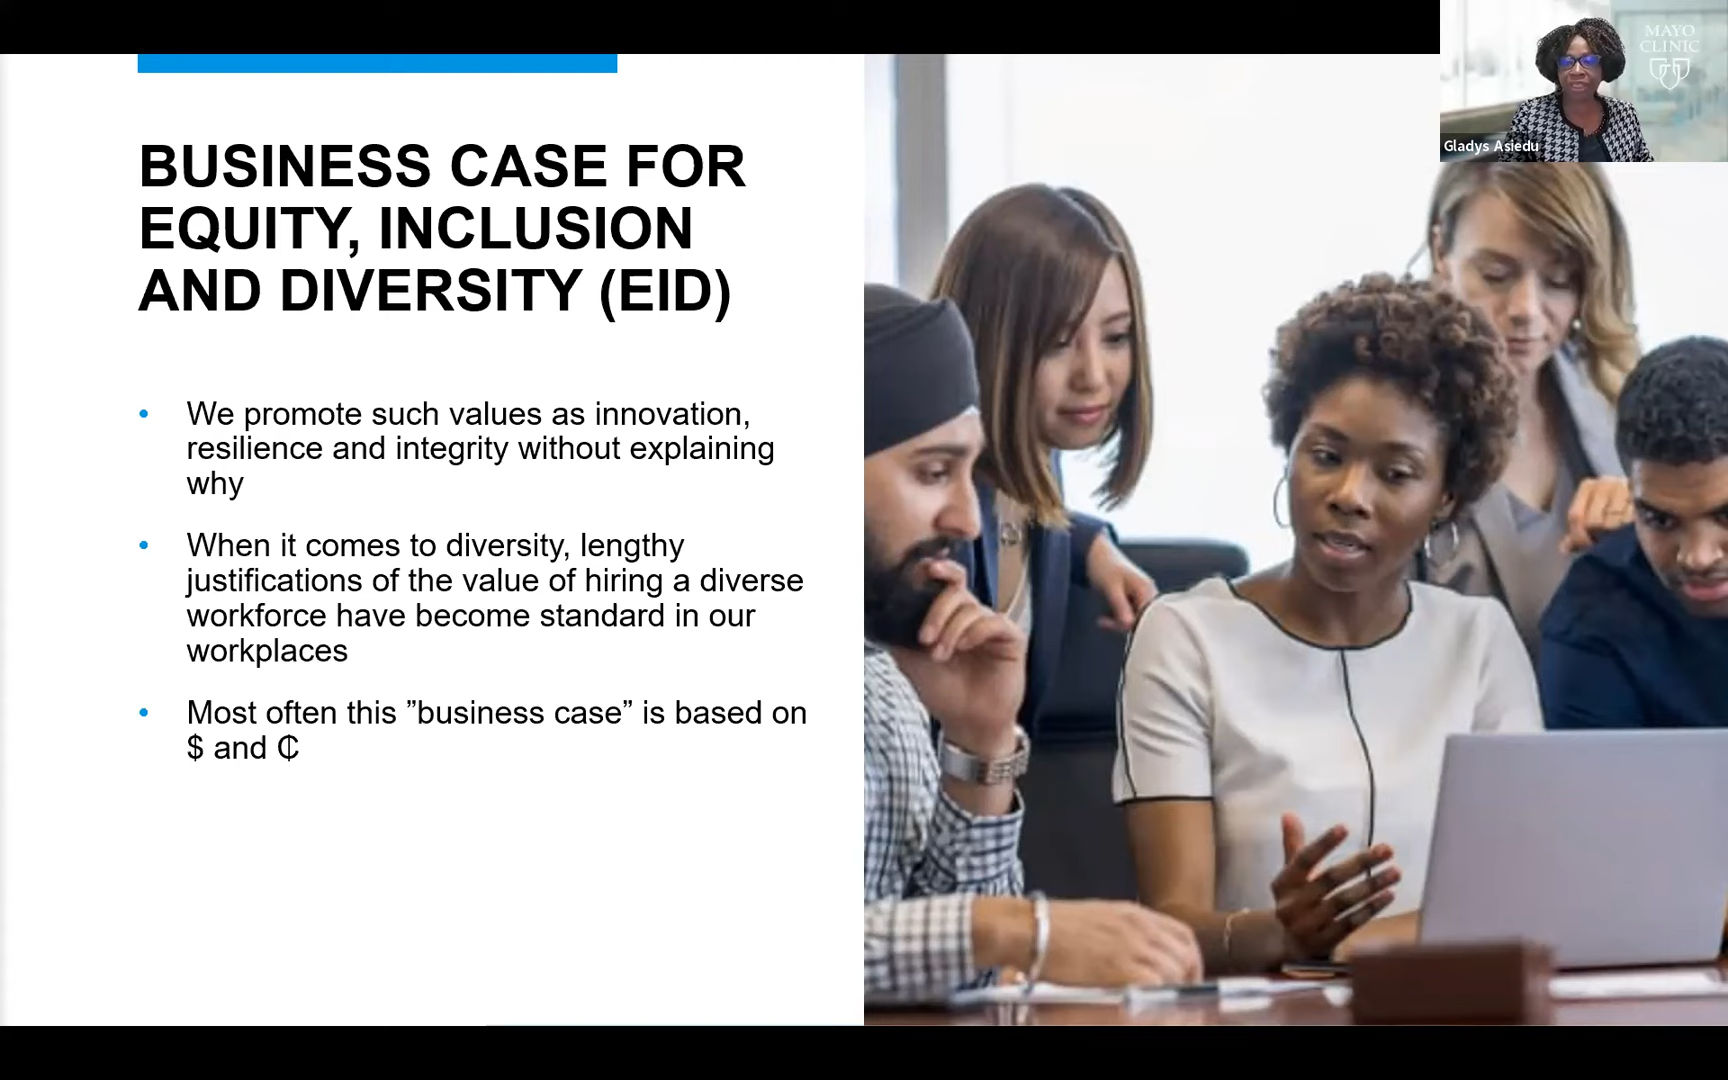 MAYO
CLINIC
Gladys Asiedu
BUSINESS CASE FOR
EQUITY, INCLUSION
AND DIVERSITY (EID)
• We promote such values as innovation,
resilience and integrity without explaining
why
• When it comes to diversity, lengthy
justifications of the value of hiring a diverse
workforce have become standard in our
workplaces
• Most often this ”business case” is based on
$ and ₵